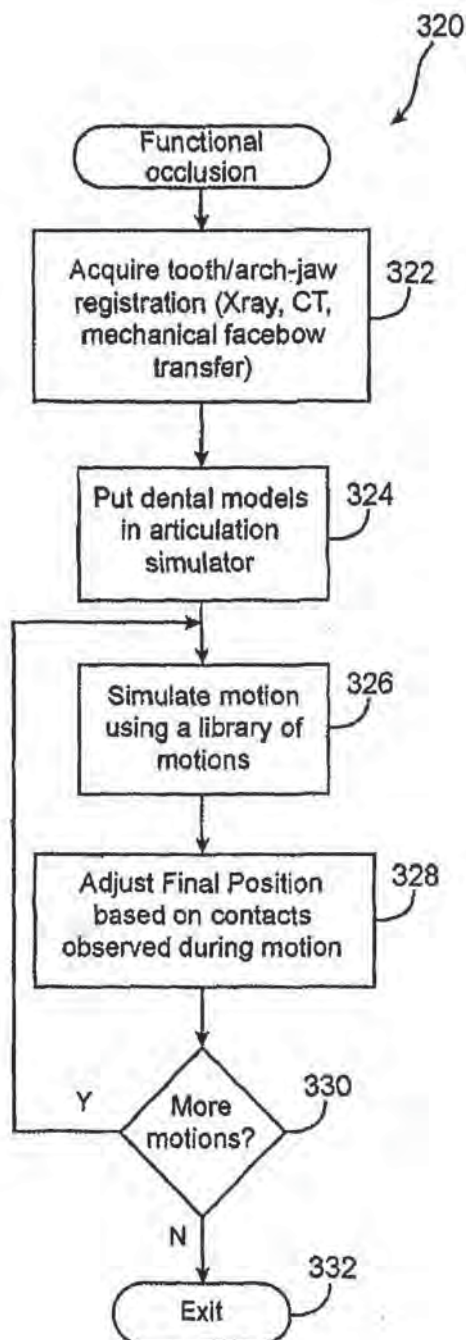 320
Functional
occlusion
Acquire tooth/arch-jaw
registration (Xray, CT,
mechanical facebow
transfer)
322
Put dental models
in articulation
simulator
324
Simulate motion
using a library of
motions
326
Adjust Final Position
based on contacts
observed during motion
328
Y
More
motions?
330
N
Exit
332